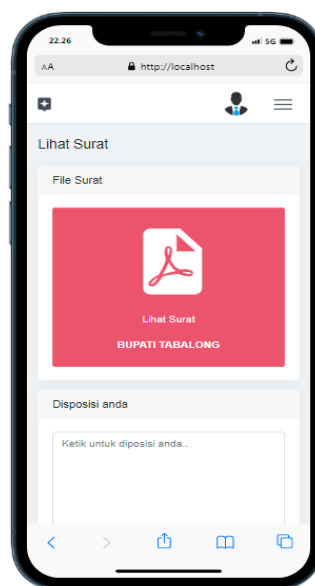 22.26
5G
AA
http://localhost
Lihat Surat
File Surat
Lihat Surat
BUPATI TABALONG
Disposisi anda
Ketik untuk diposisi anda..